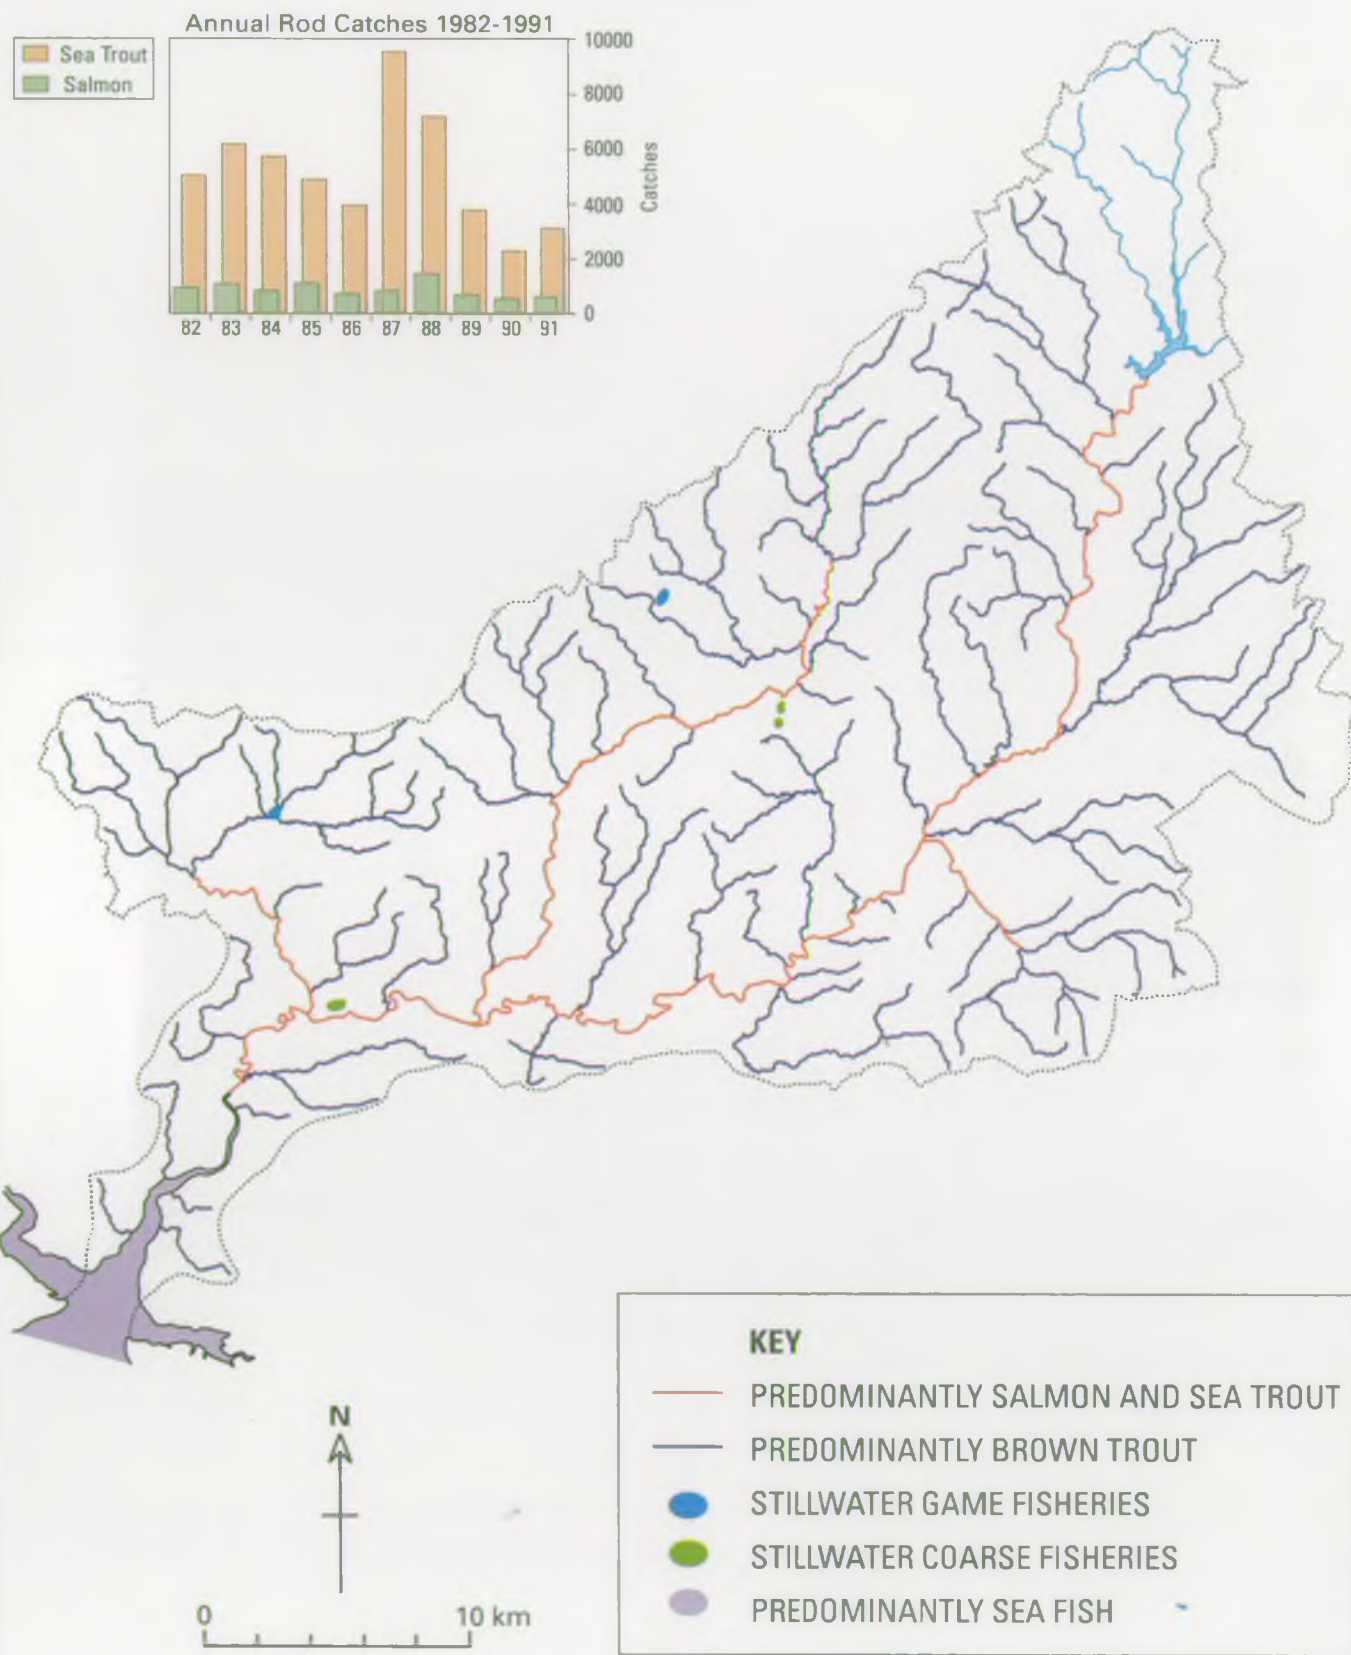 Annual Rod Catches 1982-1991
Sea Trout
Salmon
10000
8000
6000
4000
2000
0
Catches
82 83 84 85 86 87 88 89 90 91
N
0 10 km
KEY
PREDOMINANTLY SALMON AND SEA TROUT
PREDOMINANTLY BROWN TROUT
STILLWATER GAME FISHERIES
STILLWATER COARSE FISHERIES
PREDOMINANTLY SEA FISH